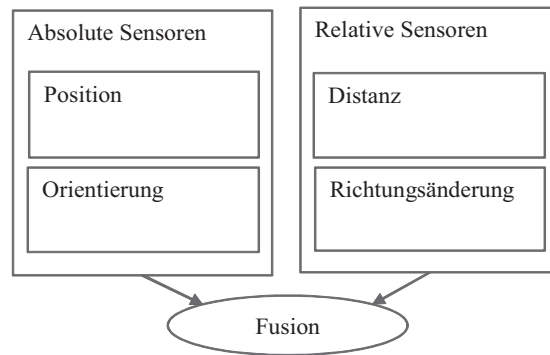 Absolute Sensoren
Position
Orientierung
Relative Sensoren
Distanz
Richtungsänderung
Fusion